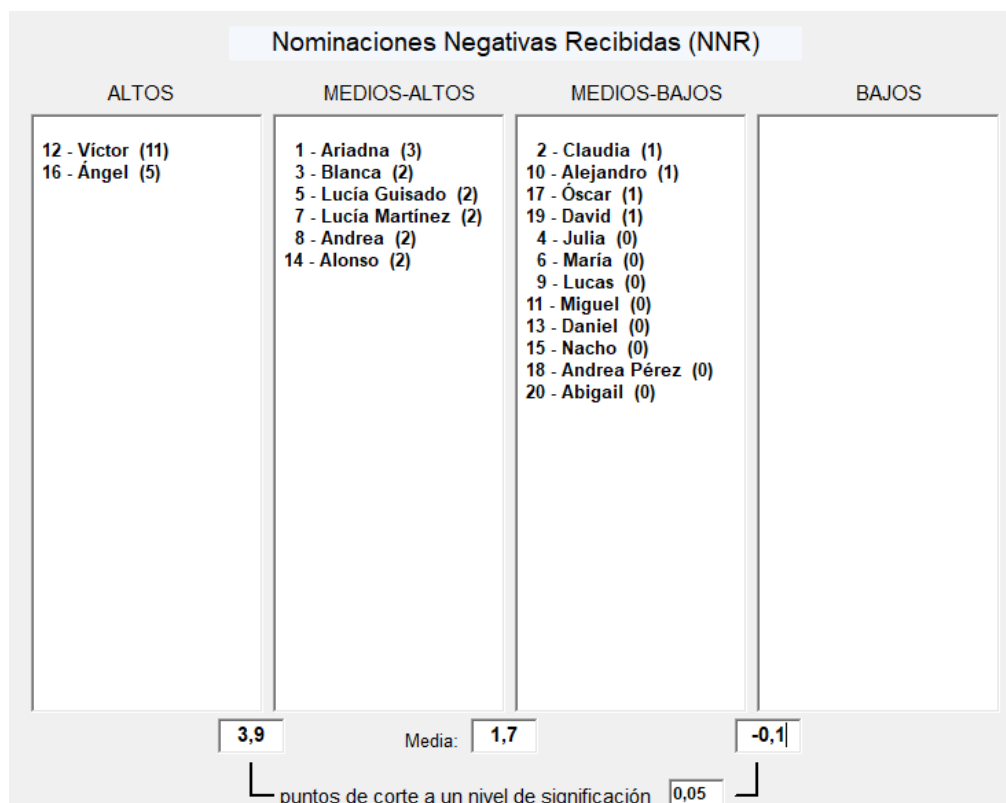 Nominaciones Negativas Recibidas (NNR)
ALTOS
12 - Víctor (11)
16 - Ángel (5)
MEDIOS-ALTOS
1 - Ariadna (3)
3 - Blanca (2)
5 - Lucía Guisado (2)
7 - Lucía Martínez (2)
8 - Andrea (2)
14 - Alonso (2)
MEDIOS-BAJOS
2 - Claudia (1)
10 - Alejandro (1)
17 - Óscar (1)
19 - David (1)
4 - Julia (0)
6 - María (0)
9 - Lucas (0)
11 - Miguel (0)
13 - Daniel (0)
15 - Nacho (0)
18 - Andrea Pérez (0)
20 - Abigail (0)
BAJOS
3,9 Media: 1,7 -0,1
puntos de corte a un nivel de significación 0,05